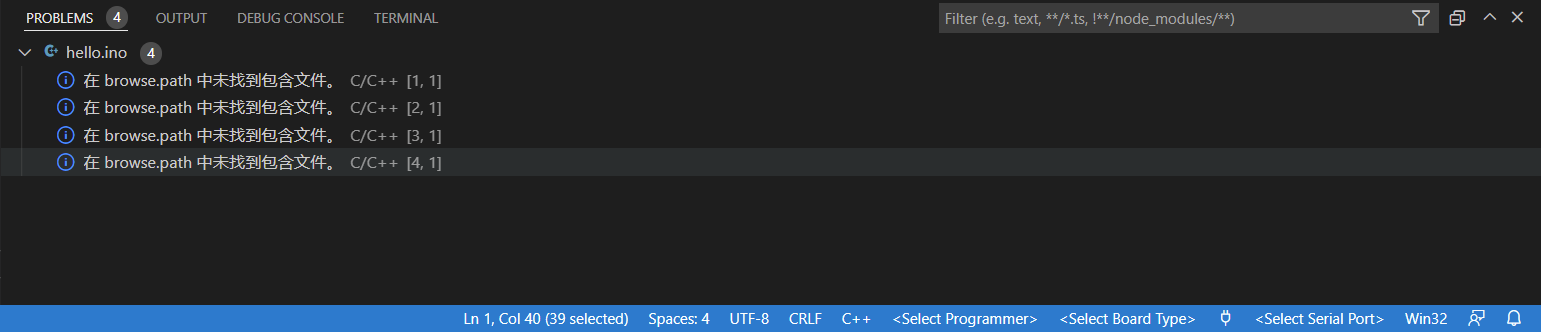 PROBLEMS 4 OUTPUT DEBUG CONSOLE TERMINAL Filter (e.g. text, **/*.ts, !**/node_modules/**)
hello.ino 4
在 browse.path 中未找到包含文件。 C/C++ [1, 1]
在 browse.path 中未找到包含文件。 C/C++ [2, 1]
在 browse.path 中未找到包含文件。 C/C++ [3, 1]
在 browse.path 中未找到包含文件。 C/C++ [4, 1]
Ln 1, Col 40 (39 selected) Spaces: 4 UTF-8 CRLF C++ <Select Programmer> <Select Board Type> <Select Serial Port> Win32